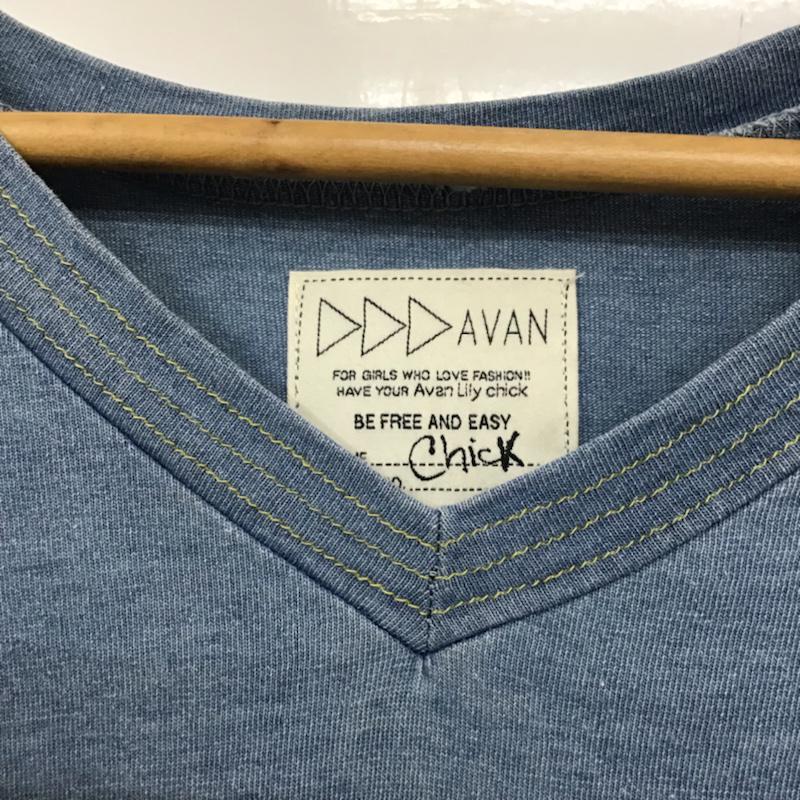 AVAN
FOR GIRLS WHO LOVE FASHION!!
HAVE YOUR Avan Lily chick
BE FREE AND EASY
Chick